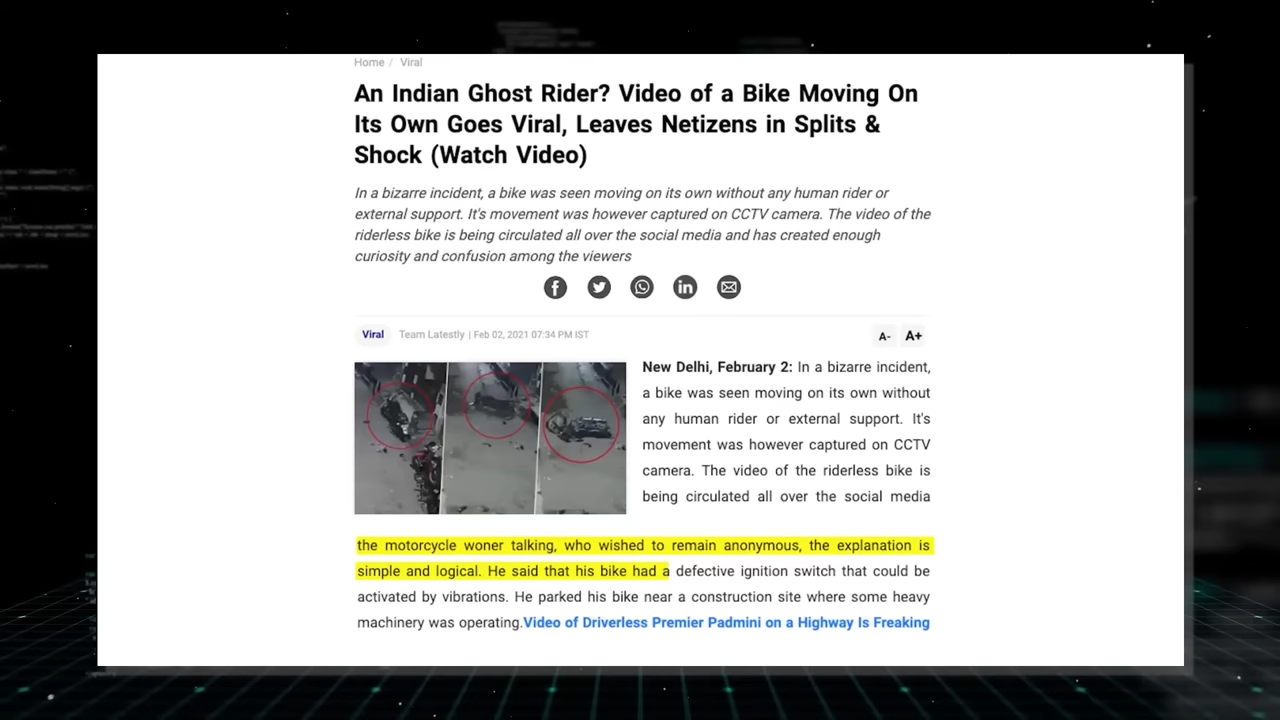 Home / Viral
An Indian Ghost Rider? Video of a Bike Moving On
Its Own Goes Viral, Leaves Netizens in Splits &
Shock (Watch Video)
In a bizarre incident, a bike was seen moving on its own without any human rider or
external support. It's movement was however captured on CCTV camera. The video of the
riderless bike is being circulated all over the social media and has created enough
curiosity and confusion among the viewers
Viral Team Latestly | Feb 02, 2021 07:34 PM IST
A- A+
New Delhi, February 2: In a bizarre incident,
a bike was seen moving on its own without
any human rider or external support. It's
movement was however captured on CCTV
camera. The video of the riderless bike is
being circulated all over the social media
the motorcycle woner talking, who wished to remain anonymous, the explanation is
simple and logical. He said that his bike had a defective ignition switch that could be
activated by vibrations. He parked his bike near a construction site where some heavy
machinery was operating.Video of Driverless Premier Padmini on a Highway Is Freaking